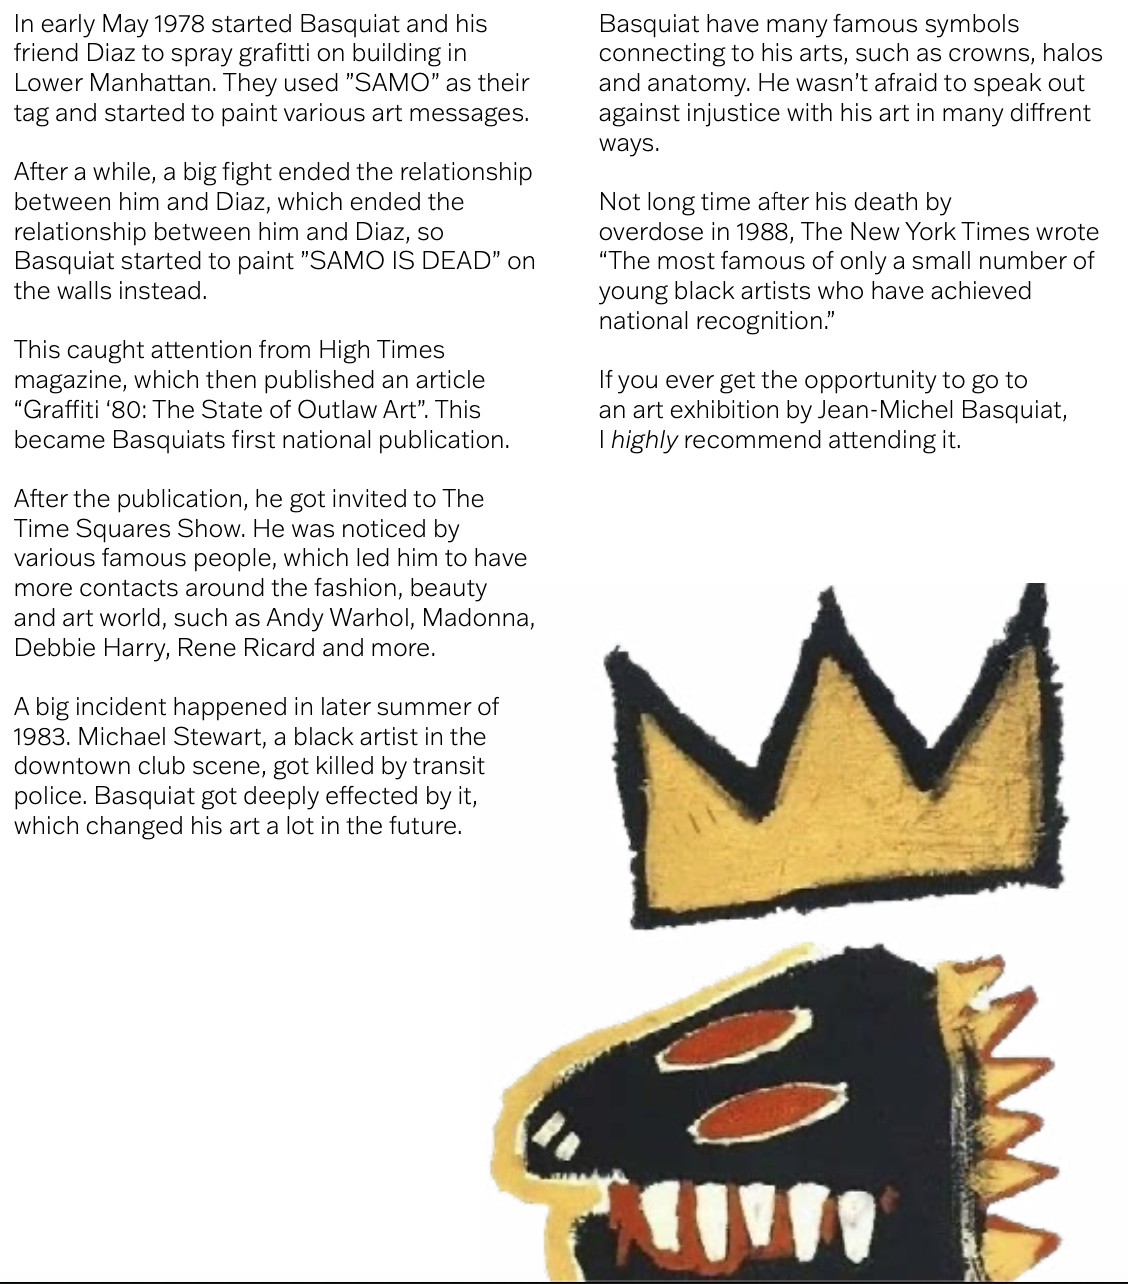 In early May 1978 started Basquiat and his
friend Diaz to spray grafitti on building in
Lower Manhattan. They used ”SAMO” as their
tag and started to paint various art messages.
After a while, a big fight ended the relationship
between him and Diaz, which ended the
relationship between him and Diaz, so
Basquiat started to paint ”SAMO IS DEAD” on
the walls instead.
This caught attention from High Times
magazine, which then published an article
“Graffiti ‘80: The State of Outlaw Art”. This
became Basquiats first national publication.
After the publication, he got invited to The
Time Squares Show. He was noticed by
various famous people, which led him to have
more contacts around the fashion, beauty
and art world, such as Andy Warhol, Madonna,
Debbie Harry, Rene Ricard and more.
A big incident happened in later summer of
1983. Michael Stewart, a black artist in the
downtown club scene, got killed by transit
police. Basquiat got deeply effected by it,
which changed his art a lot in the future.
Basquiat have many famous symbols
connecting to his arts, such as crowns, halos
and anatomy. He wasn’t afraid to speak out
against injustice with his art in many diffrent
ways.
Not long time after his death by
overdose in 1988, The New York Times wrote
“The most famous of only a small number of
young black artists who have achieved
national recognition.”
If you ever get the opportunity to go to
an art exhibition by Jean-Michel Basquiat,
I highly recommend attending it.